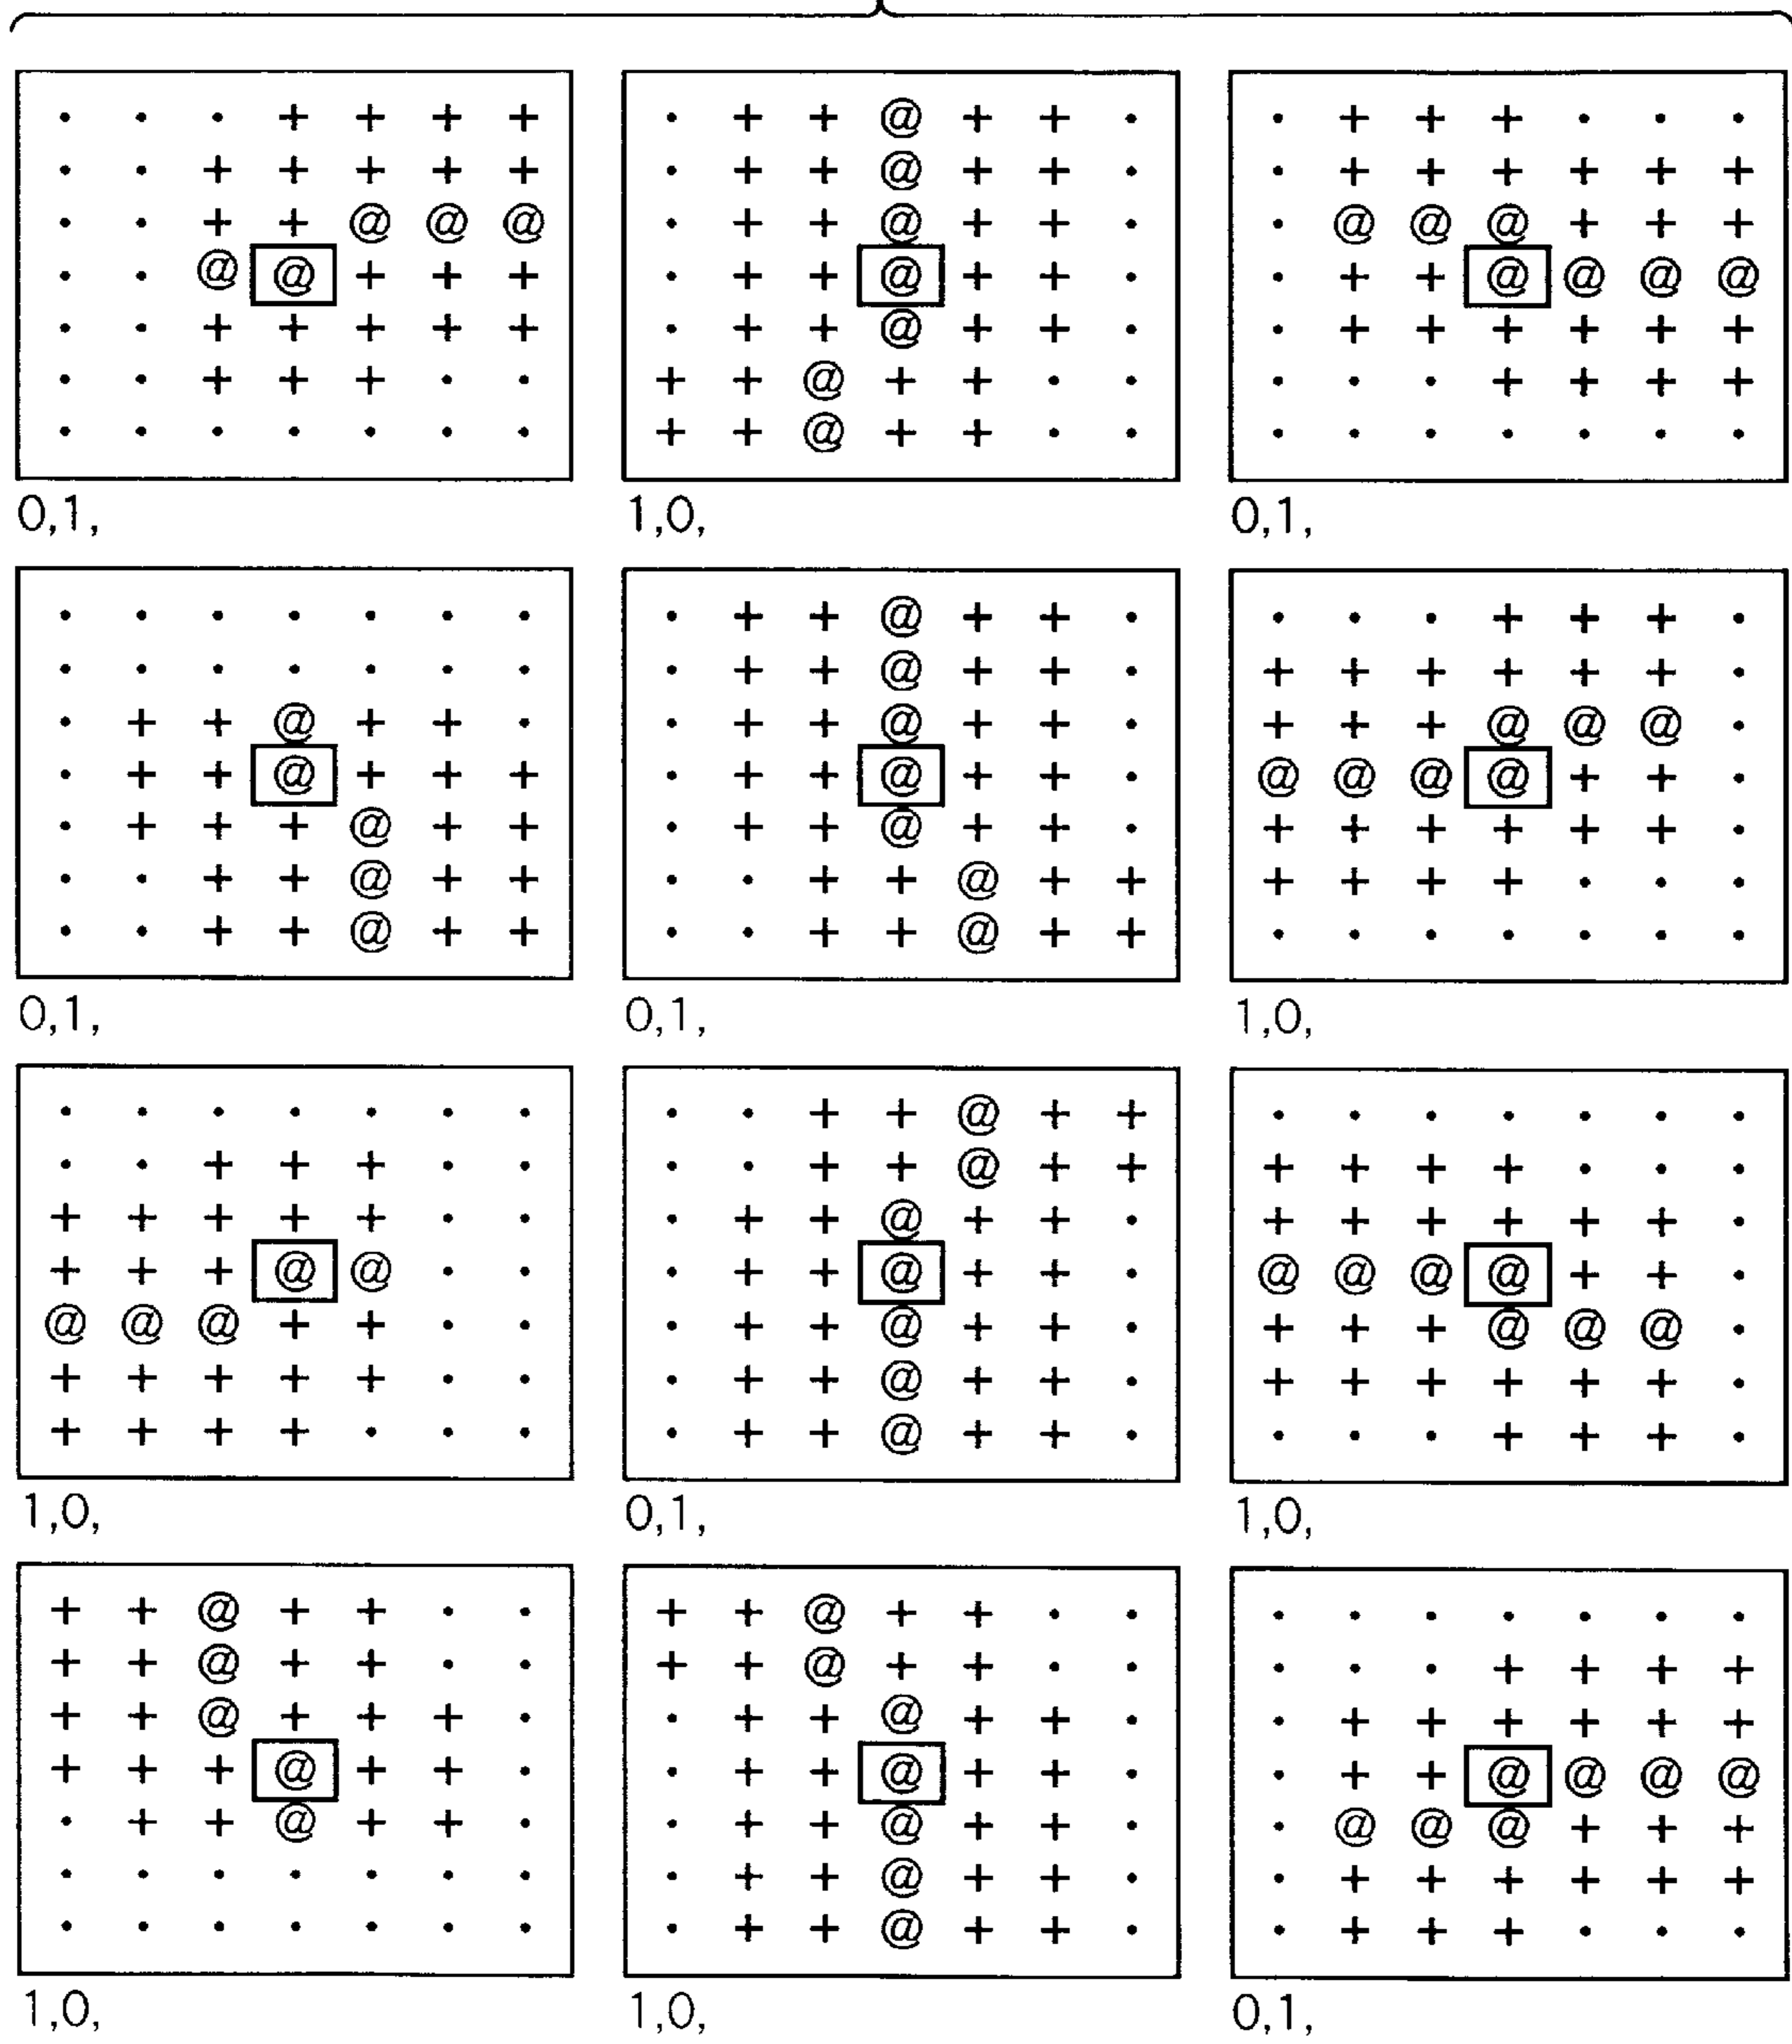 · · · + + + + · + + @ + + · · + + + · · ·
· · + + + + + · + + @ + + · · + + + + + +
· · + + @ @ @ · + + @ + + · · @ @ @ + + +
· · @ @ + + + · + + @ + + · · + + @ @ @ @
· · + + + + + · + + @ + + · · + + + + + +
· · + + + · · + + @ + + · · · · · + + + +
· · · · · · · + + @ + + · · · · · · · · ·
0,1, 1,0, 0,1,
· · · · · · · · + + @ + + · · · · + + + ·
· · · · · · · · + + @ + + · + + + + + + ·
· + + @ + + · · + + @ + + · + + + @ @ @ ·
· + + @ + + + · + + @ + + · @ @ @ @ + + ·
· + + + @ + + · + + @ + + · + + + + + + ·
· · + + @ + + · · + + @ + + + + + + · · ·
· · + + @ + + · · + + @ + + · · · · · · ·
0,1, 0,1, 1,0,
· · · · · · · · · + + @ + + · · · · · · ·
· · + + + · · · · + + @ + + + + + + · · ·
+ + + + + · · · + + @ + + · + + + + + + ·
+ + + @ @ · · · + + @ + + · @ @ @ @ + + ·
@ @ @ + + · · · + + @ + + · + + + @ @ @ ·
+ + + + + · · · + + @ + + · + + + + + + ·
+ + + + · · · · + + @ + + · · · · + + + ·
1,0, 0,1, 1,0,
+ + @ + + · · + + @ + + · · · · · · · · ·
+ + @ + + · · + + @ + + · · · · · + + + +
+ + @ + + + · · + + @ + + · · + + + + + +
+ + + @ + + · · + + @ + + · · + + @ @ @ @
· + + @ + + · · + + @ + + · · @ @ @ + + +
· · · · · · · · + + @ + + · · + + + + + +
· · · · · · · · + + @ + + · · + + + · · ·
1,0, 1,0, 0,1,